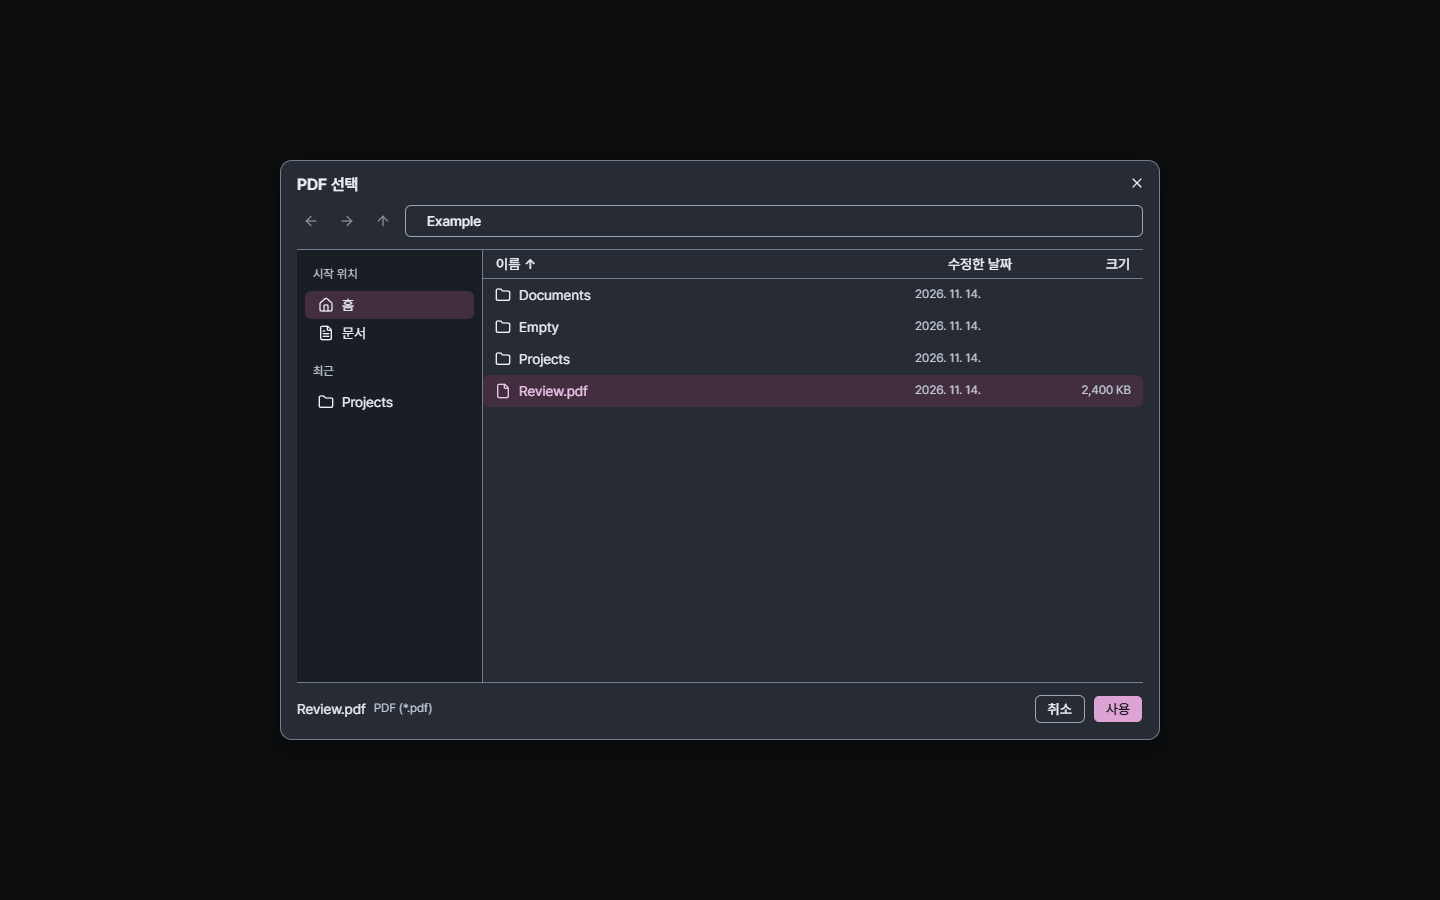 PDF 선택
Example
시작 위치
홈
문서
최근
Projects
이름 ↑ 수정한 날짜 크기
Documents 2026. 11. 14.
Empty 2026. 11. 14.
Projects 2026. 11. 14.
Review.pdf 2026. 11. 14. 2,400 KB
Review.pdf PDF (*.pdf) 취소 사용